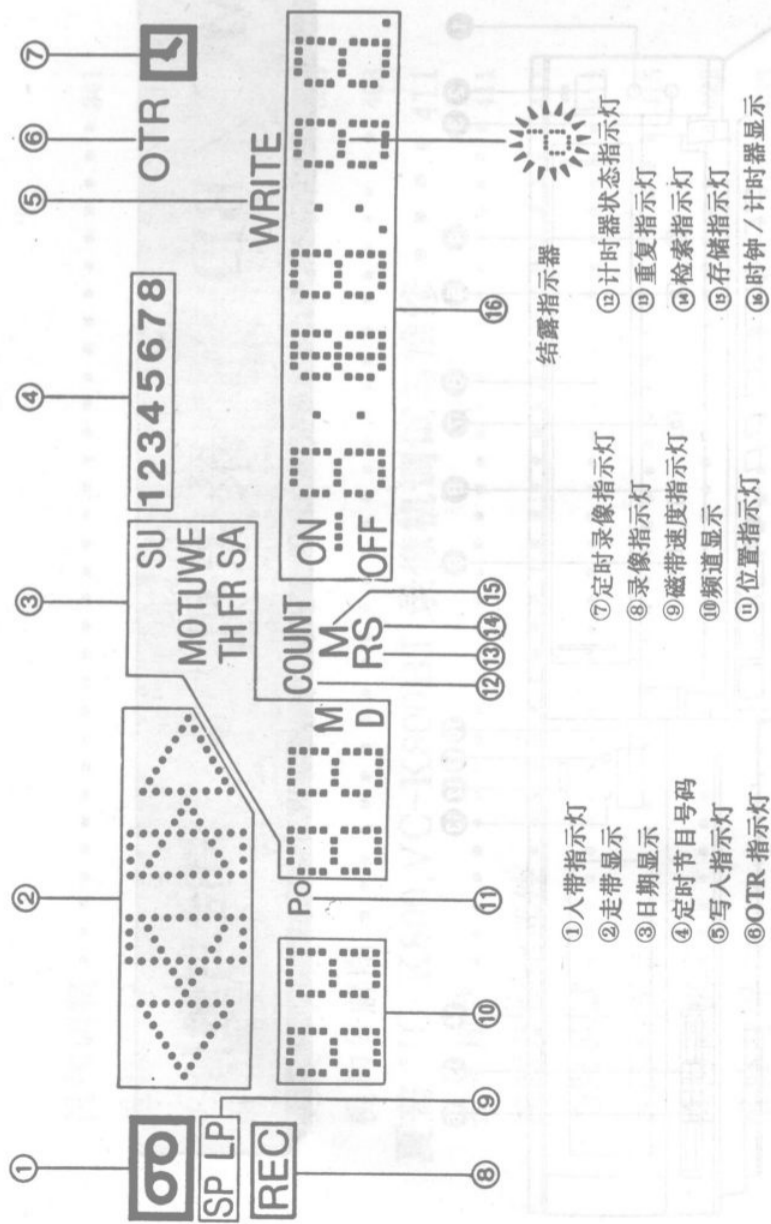 ① ② ③ ④ ⑤ ⑥ ⑦
SU
MOTUWE
TH FR SA
12345678
OTR
WRITE
SP LP
REC
Po
M
D
COUNT
M
RS
ON
OFF
⑧ ⑨ ⑩ ⑪ ⑫ ⑬ ⑭ ⑮ ⑯
结露指示器
①人带指示灯
②走带显示
③日期显示
④定时节目号码
⑤写人指示灯
⑥OTR 指示灯
⑦定时录像指示灯
⑧录像指示灯
⑨磁带速度指示灯
⑩频道显示
⑪位置指示灯
⑫计时器状态指示灯
⑬重复指示灯
⑭检索指示灯
⑮存储指示灯
⑯时钟／计时器显示